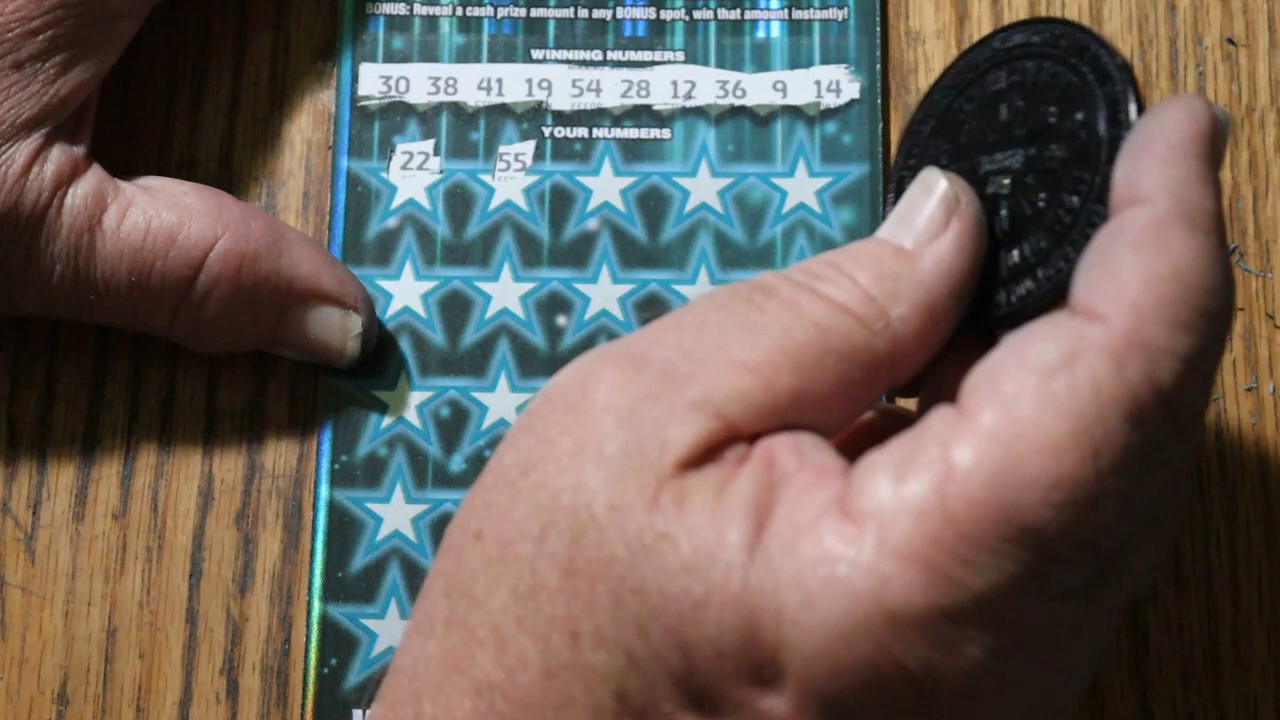 BONUS: Reveal a cash prize amount in any BONUS spot, win that amount instantly!
WINNING NUMBERS
30 38 41 19 54 28 12 36 9 14
YOUR NUMBERS
22 55